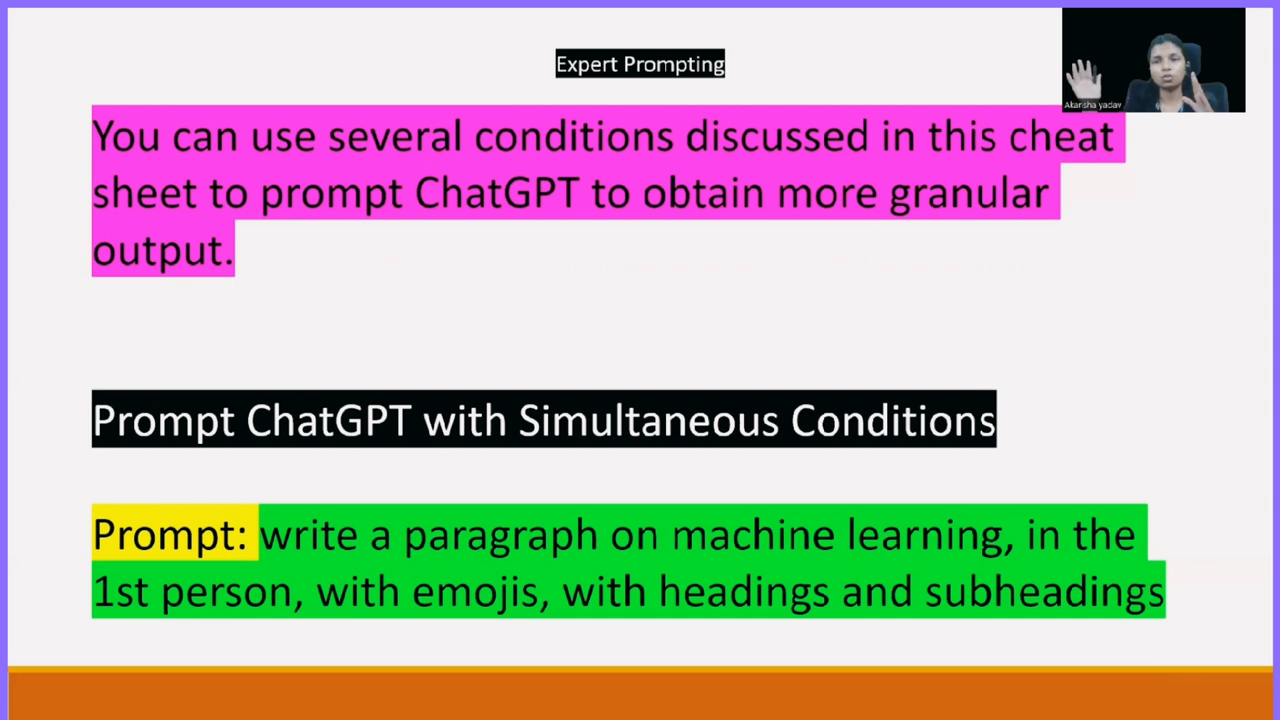 Expert Prompting
Akansha yadav
You can use several conditions discussed in this cheat
sheet to prompt ChatGPT to obtain more granular
output.
Prompt ChatGPT with Simultaneous Conditions
Prompt: write a paragraph on machine learning, in the
1st person, with emojis, with headings and subheadings